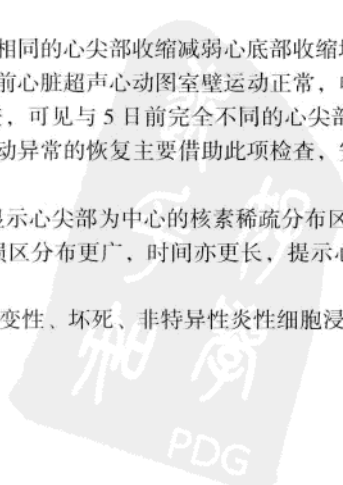 相同的心尖部收缩减弱心底部收缩
前心脏超声心动图室壁运动正常，
，可见与 5 日前完全不同的心尖部
动异常的恢复主要借助此项检查，
显示心尖部为中心的核素稀疏分布区
损区分布更广，时间亦更长，提示心
变性、坏死、非特异性炎性细胞浸
PDG